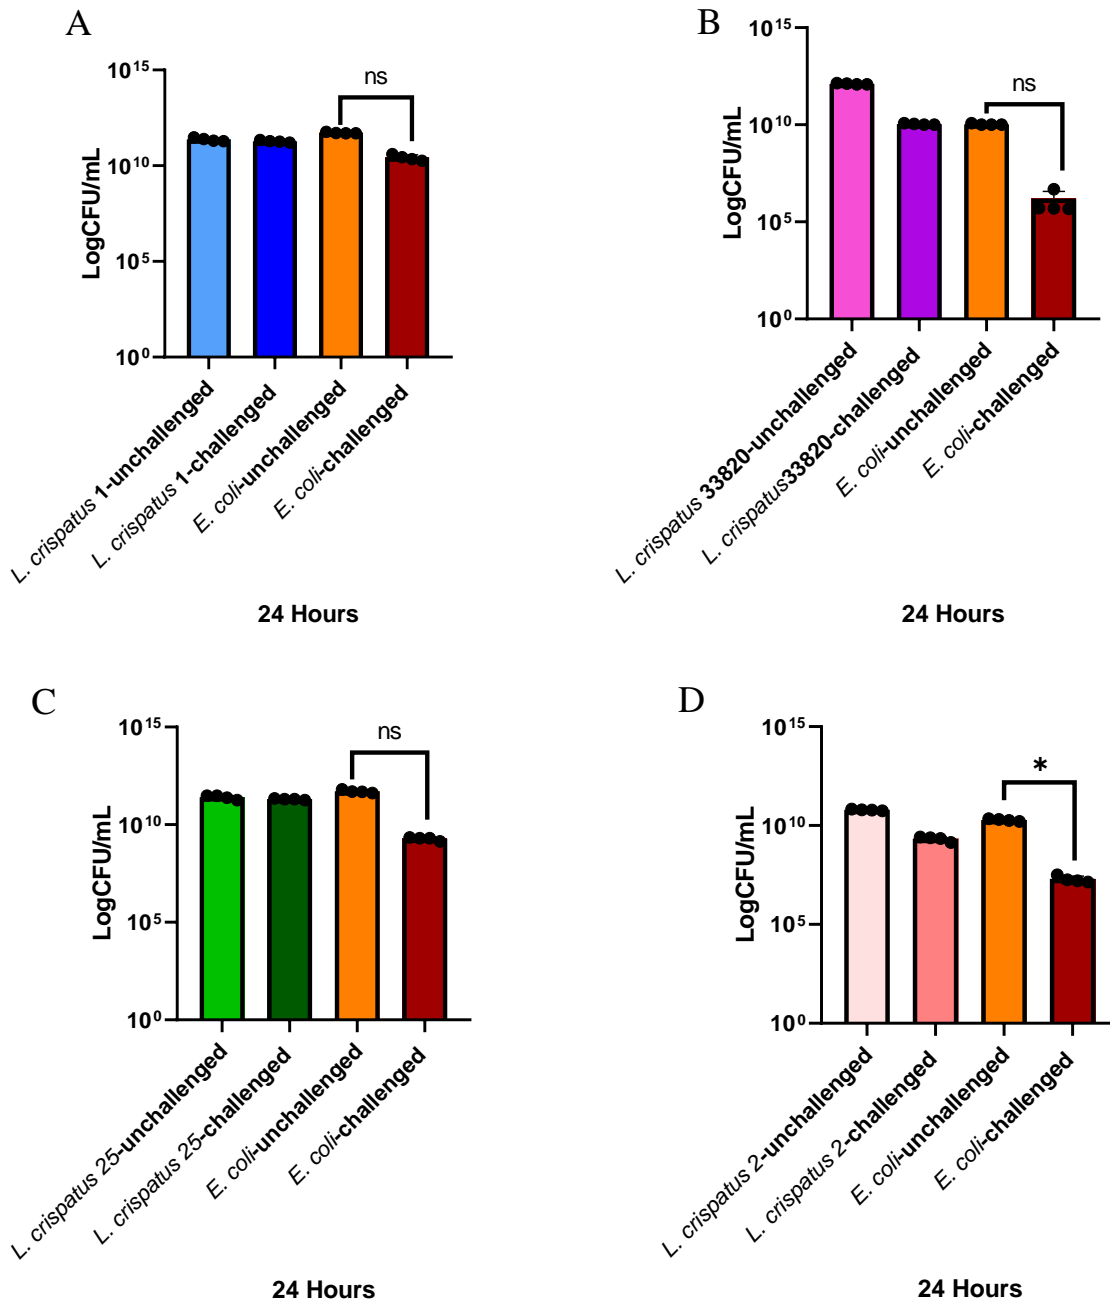 A
LogCFU/mL
10¹⁵
10¹⁰
10⁵
10⁰
ns
L. crispatus 1-unchallenged
L. crispatus 1-challenged
E. coli-unchallenged
E. coli-challenged
24 Hours
B
LogCFU/mL
10¹⁵
10¹⁰
10⁵
10⁰
ns
L. crispatus 33820-unchallenged
L. crispatus33820-challenged
E. coli-unchallenged
E. coli-challenged
24 Hours
C
LogCFU/mL
10¹⁵
10¹⁰
10⁵
10⁰
ns
L. crispatus 25-unchallenged
L. crispatus 25-challenged
E. coli-unchallenged
E. coli-challenged
24 Hours
D
LogCFU/mL
10¹⁵
10¹⁰
10⁵
10⁰
*
L. crispatus 2-unchallenged
L. crispatus 2-challenged
E. coli-unchallenged
E. coli-challenged
24 Hours